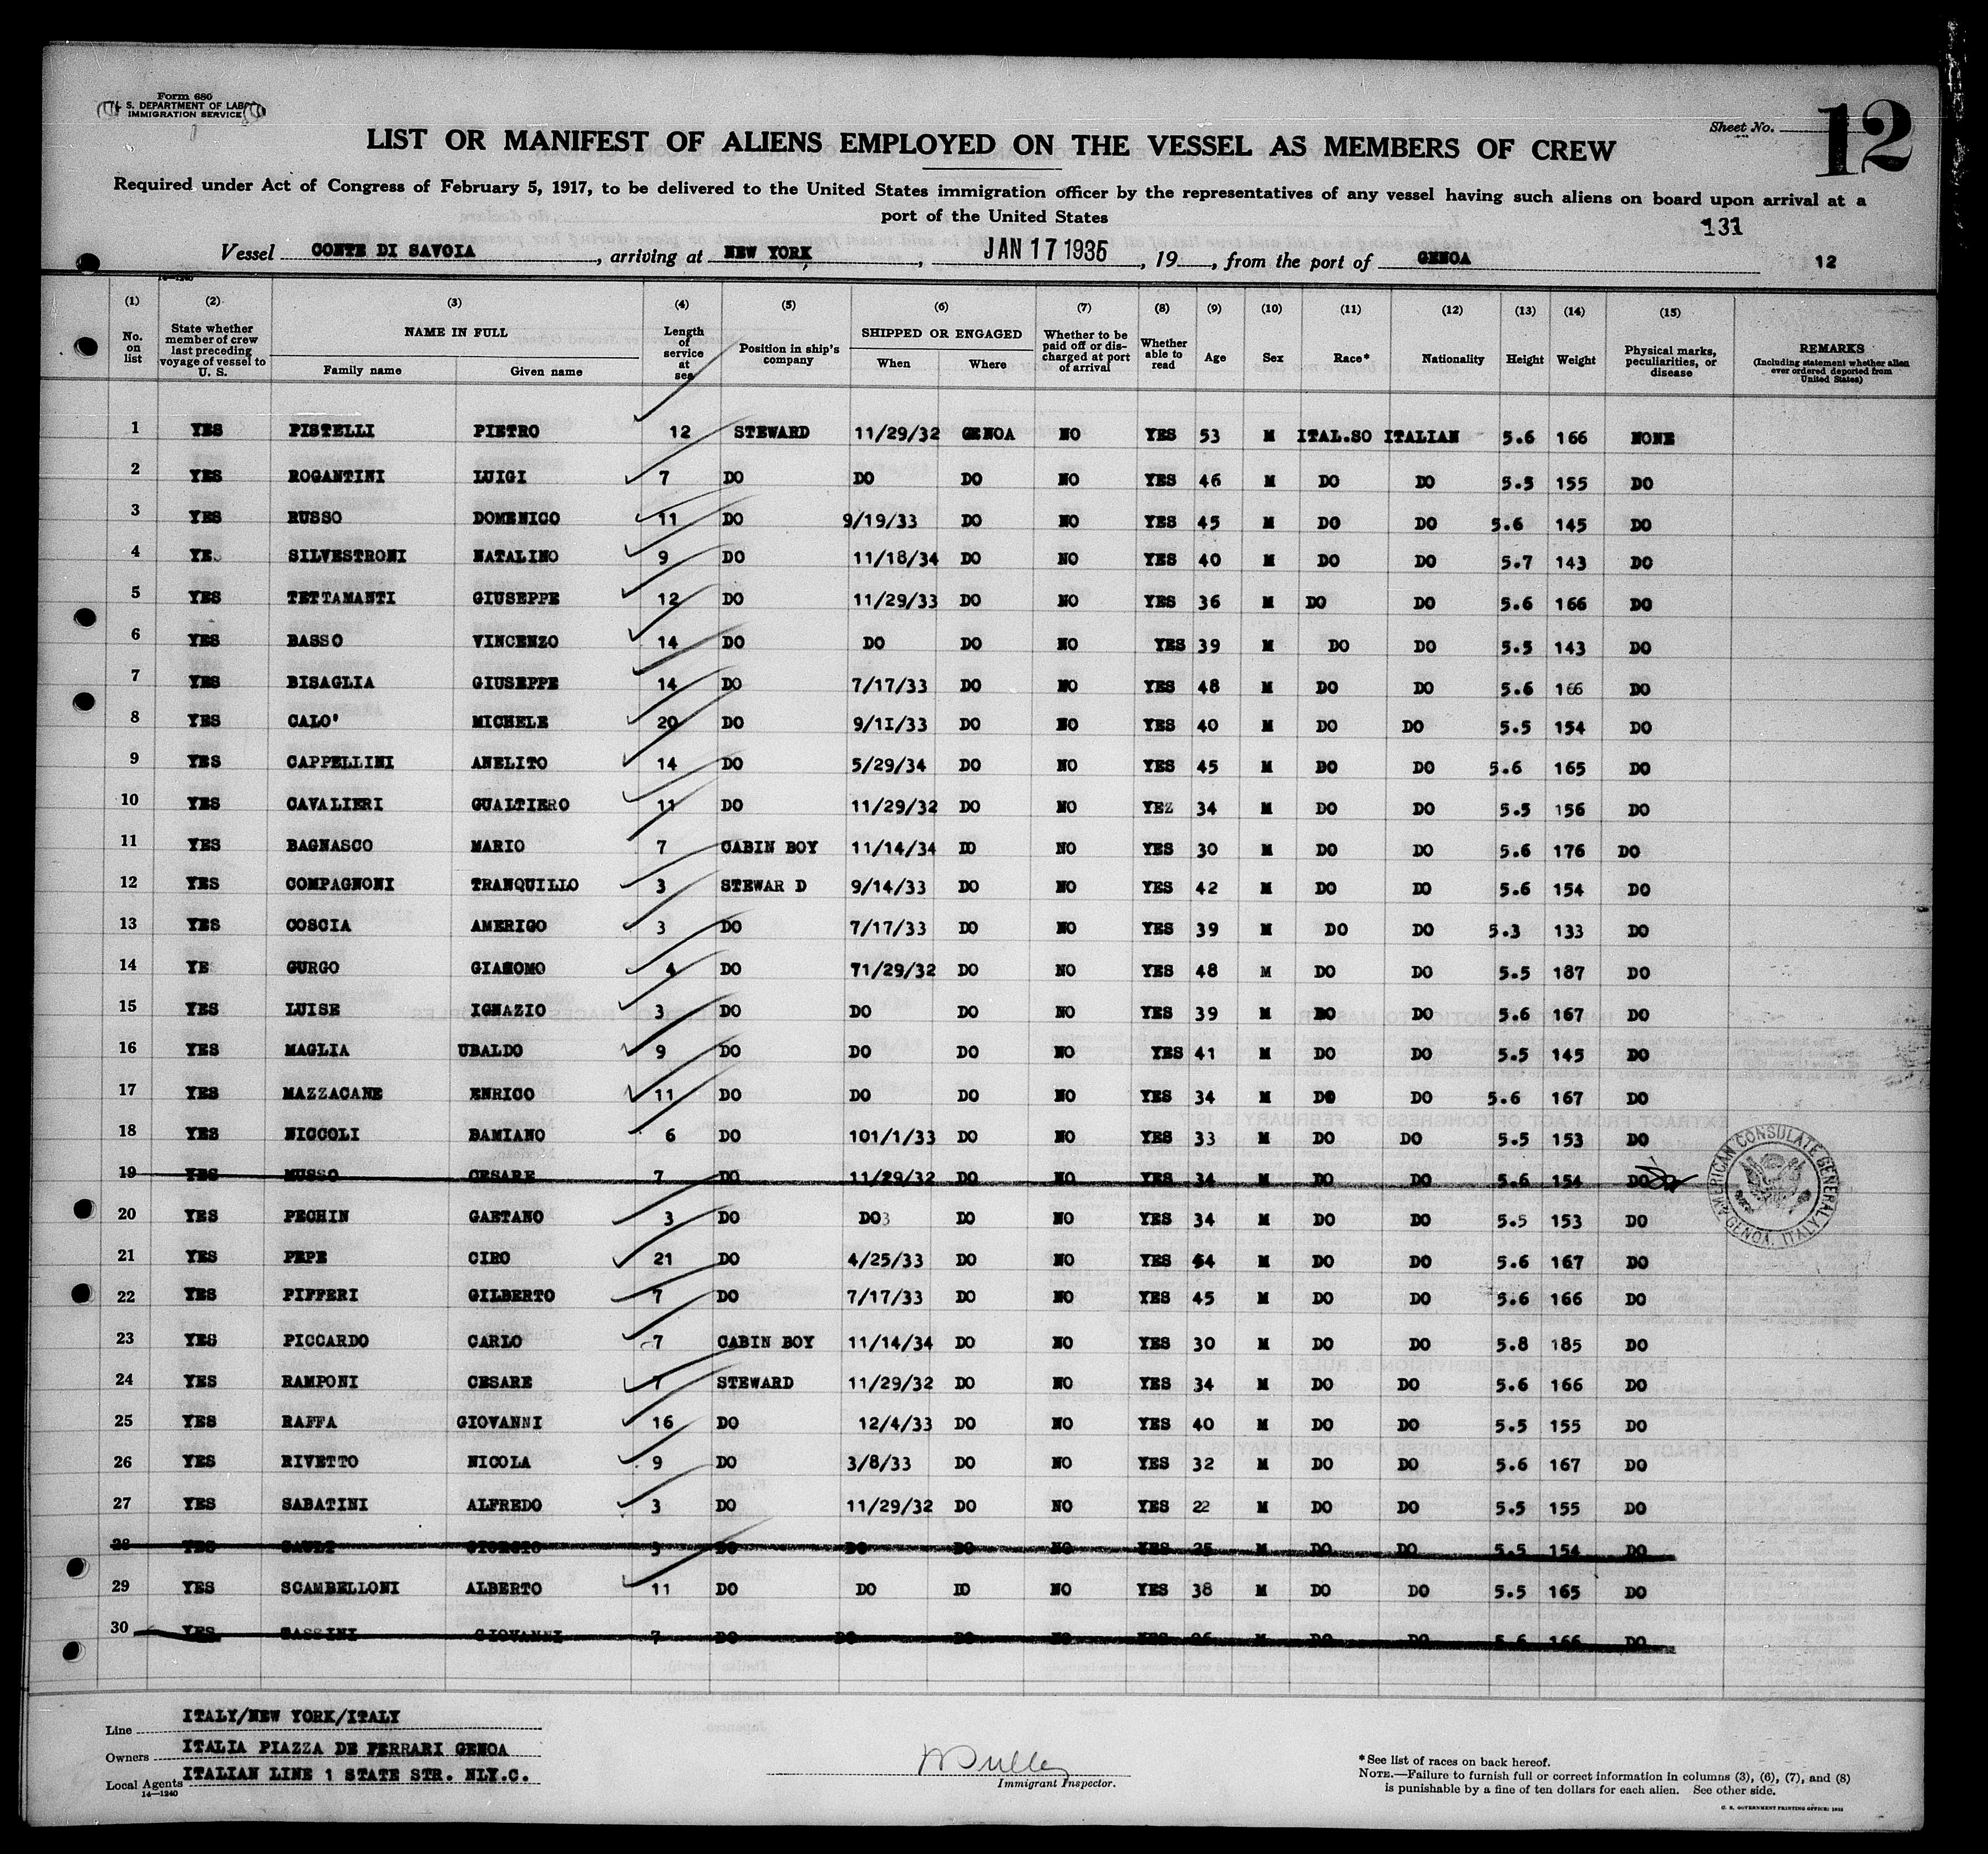 Form 680
U. S. DEPARTMENT OF LABOR
IMMIGRATION SERVICE
Sheet No. 12
LIST OR MANIFEST OF ALIENS EMPLOYED ON THE VESSEL AS MEMBERS OF CREW
Required under Act of Congress of February 5, 1917, to be delivered to the United States immigration officer by the representatives of any vessel having such aliens on board upon arrival at a
port of the United States
131
Vessel CONTE DI SAVOIA, arriving at NEW YORK, JAN 17 1935, 19, from the port of GENOA 12
14-1240
(1) (2) (3) (4) (5) (6) (7) (8) (9) (10) (11) (12) (13) (14) (15)
No. on list State whether member of crew last preceding voyage of vessel to U. S. NAME IN FULL Family name Given name Length of service at sea Position in ship's company SHIPPED OR ENGAGED When Where Whether to be paid off or discharged at port of arrival Whether able to read Age Sex Race* Nationality Height Weight Physical marks, peculiarities, or disease REMARKS (Including statement whether alien ever ordered deported from United States)
1 YES PISTELLI PIETRO 12 STEWARD 11/29/32 GENOA NO YES 53 M ITAL.SO ITALIAN 5.6 166 NONE
2 YES ROGANTINI LUIGI 7 DO DO DO NO YES 46 M DO DO 5.5 155 DO
3 YES RUSSO DOMENICO 11 DO 9/19/33 DO NO YES 45 M DO DO 5.6 145 DO
4 YE. SILVESTRONI NATALINO 9 DO 11/18/34 DO NO YES 40 M DO DO 5.7 143 DO
5 YES TETTAMANTI GIUSEPPE 12 DO 11/29/33 DO NO YES 36 M DO DO 5.6 166 DO
6 YES BASSO VINCENZO 14 DO DO DO NO YES 39 M DO DO 5.5 143 DO
7 YES BISAGLIA GIUSEPPE 14 DO 7/17/33 DO NO YES 48 M DO DO 5.6 166 DO
8 YES CALO' MICHELE 20 DO 9/1I/33 DO NO YES 40 M DO DO 5.5 154 DO
9 YES CAPPELLINI ANELITO 14 DO 5/29/34 DO NO YES 45 M DO DO 5.6 165 DO
10 YES CAVALIERI GUALTIERO 11 DO 11/29/32 DO NO YEZ 34 M DO DO 5.5 156 DO
11 YES BAGNASCO MARIO 7 CABIN BOY 11/14/34 DO NO YES 30 M DO DO 5.6 176 DO
12 YES COMPAGNONI TRANQUILLO 3 STEWAR D 9/14/33 DO NO YES 42 M DO DO 5.6 154 DO
13 YES COSCIA AMERIGO 3 DO 7/17/33 DO NO YES 39 M DO DO 5.3 133 DO
14 YE GURGO GIANOMO 4 DO 71/29/32 DO NO YES 48 M DO DO 5.5 187 DO
15 YES LUISE IGNAZIO 3 DO DO DO NO YES 39 M DO DO 5.6 167 DO
16 YES MAGLIA UBALDO 9 DO DO DO NO YES 41 M DO DO 5.5 145 DO
17 YES MAZZACANE ENRICO 11 DO DO DO NO YES 34 M DO DO 5.6 167 DO
18 YES NICCOLI DAMIANO 6 DO 101/1/33 DO NO YES 33 M DO DO 5.5 153 DO
19 YES MUSSO CESARE 7 DO 11/29/32 DO NO YES 34 M DO DO 5.6 154 DO
20 YES PECHIN GAETANO 3 DO DO3 DO NO YES 34 M DO DO 5.5 153 DO
21 YES PEPE CIRO 21 DO 4/25/33 DO NO YES 54 M DO DO 5.6 167 DO
22 YES PIFFERI GILBERTO 7 DO 7/17/33 DO NO YES 45 M DO DO 5.6 166 DO
23 YES PICCARDO CARLO 7 CABIN BOY 11/14/34 DO NO YES 30 M DO DO 5.8 185 DO
24 YES RAMPONI CESARE 7 STEWARD 11/29/32 DO NO YES 34 M DO DO 5.6 166 DO
25 YES RAFFA GIOVANNI 16 DO 12/4/33 DO NO YES 40 M DO DO 5.5 155 DO
26 YES RIVETTO NICOLA 9 DO 3/8/33 DO NO YES 32 M DO DO 5.6 167 DO
27 YES SABATINI ALFREDO 3 DO 11/29/32 DO NO YES 22 M DO DO 5.5 155 DO
28 YES GIORGIO 3 DO DO DO NO YES 25 M DO DO 5.5 154 DO
29 YES SCAMBELLONI ALBERTO 11 DO DO DO NO YES 38 M DO DO 5.5 165 DO
30 YES SASSINI GIOVANNI 7 DO DO DO NO YES 26 M DO DO 5.6 166 DO
AMERICAN CONSULATE GENERAL GENOA, ITALY
Line ITALY/NEW YORK/ITALY
Owners ITALIA PIAZZA DE FERRARI GENOA
Local Agents ITALIAN LINE 1 STATE STR. NLY.C.
14-1240
Immigrant Inspector.
*See list of races on back hereof.
NOTE.—Failure to furnish full or correct information in columns (3), (6), (7), and (8)
is punishable by a fine of ten dollars for each alien. See other side.
U. S. GOVERNMENT PRINTING OFFICE: